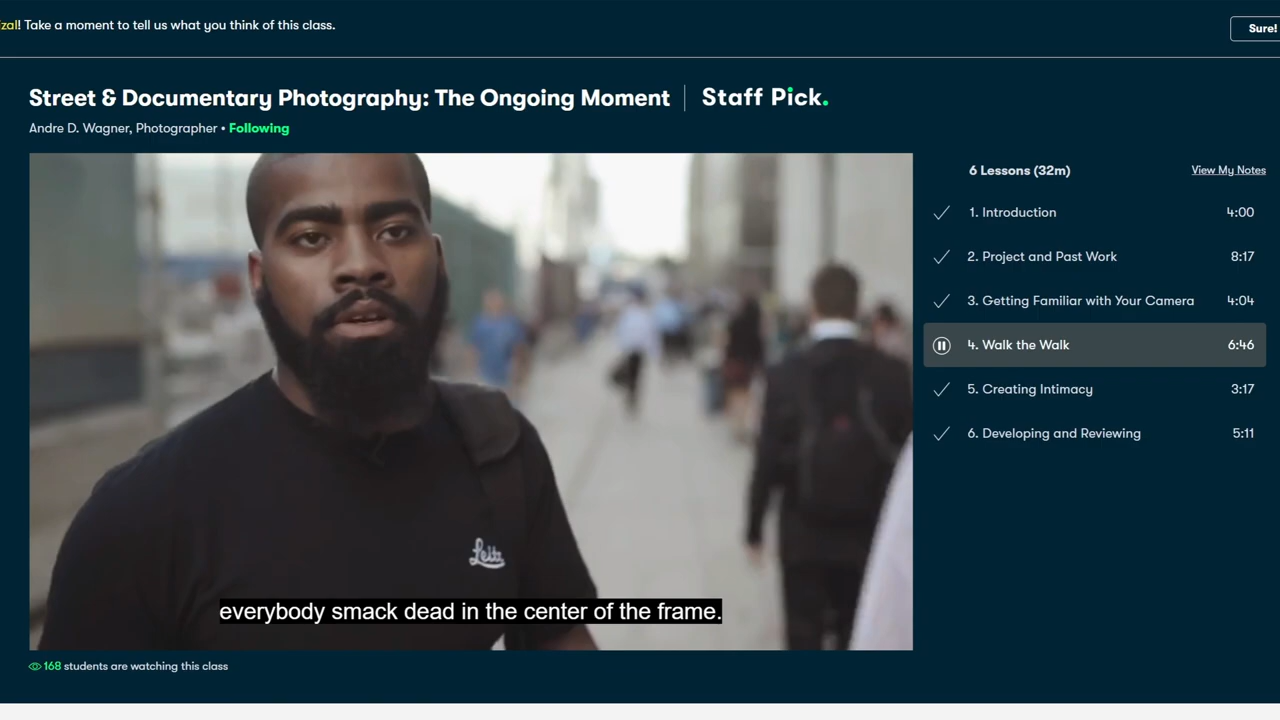 zal! Take a moment to tell us what you think of this class.
Sure!
Street & Documentary Photography: The Ongoing Moment
Staff Pick.
Andre D. Wagner, Photographer • Following
6 Lessons (32m)
View My Notes
1. Introduction 4:00
2. Project and Past Work 8:17
3. Getting Familiar with Your Camera 4:04
4. Walk the Walk 6:46
5. Creating Intimacy 3:17
6. Developing and Reviewing 5:11
Leitz
everybody smack dead in the center of the frame.
168 students are watching this class